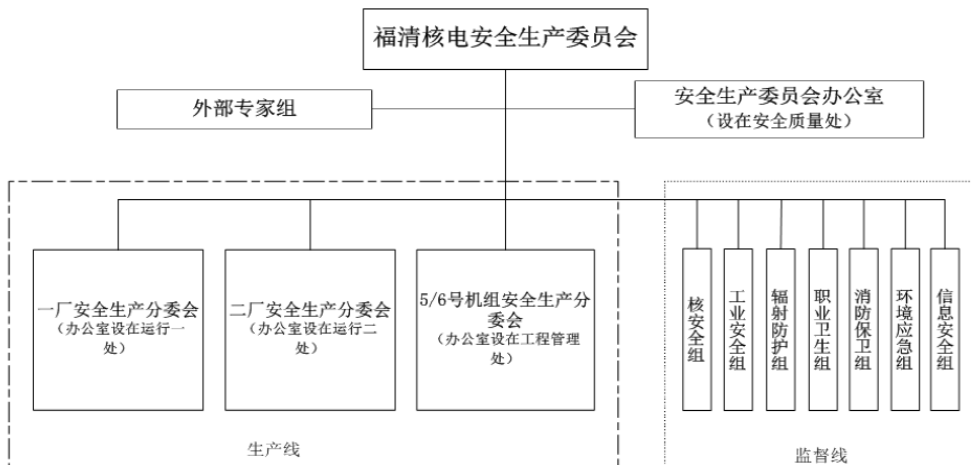 福清核电安全生产委员会
外部专家组
安全生产委员会办公室
（设在安全质量处）
一厂安全生产分委会
（办公室设在运行一
处）
二厂安全生产分委会
（办公室设在运行二
处）
5/6号机组安全生产分
委会
（办公室设在工程管理
处）
核安全组
工业安全组
辐射防护组
职业卫生组
消防保卫组
环境应急组
信息安全组
生产线
监督线